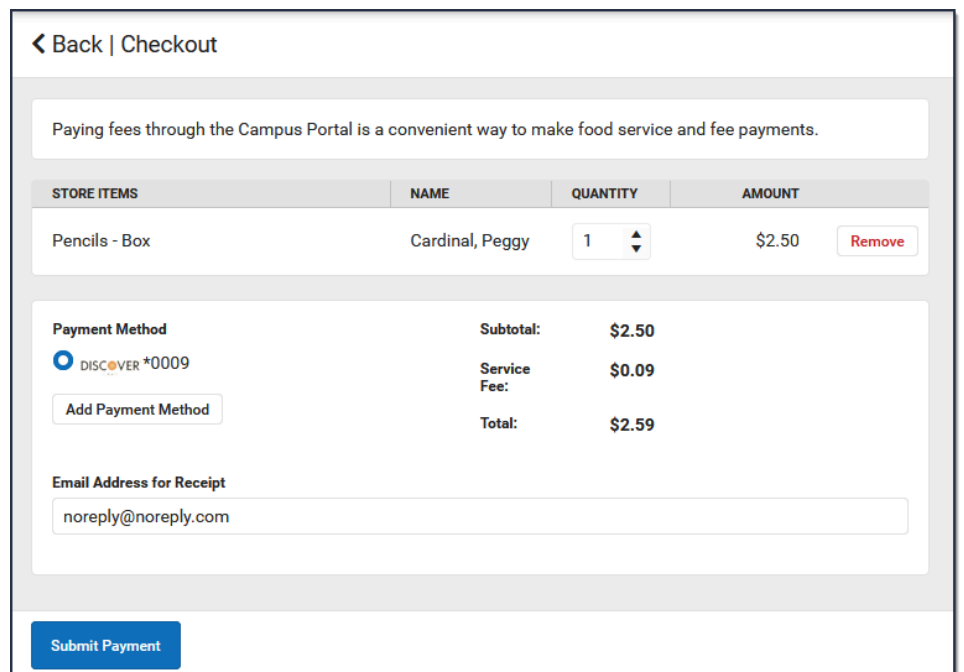 Back | Checkout
Paying fees through the Campus Portal is a convenient way to make food service and fee payments.
STORE ITEMS NAME QUANTITY AMOUNT
Pencils - Box Cardinal, Peggy 1 $2.50 Remove
Payment Method
DISCOVER *0009
Add Payment Method
Subtotal: $2.50
Service
Fee: $0.09
Total: $2.59
Email Address for Receipt
noreply@noreply.com
Submit Payment